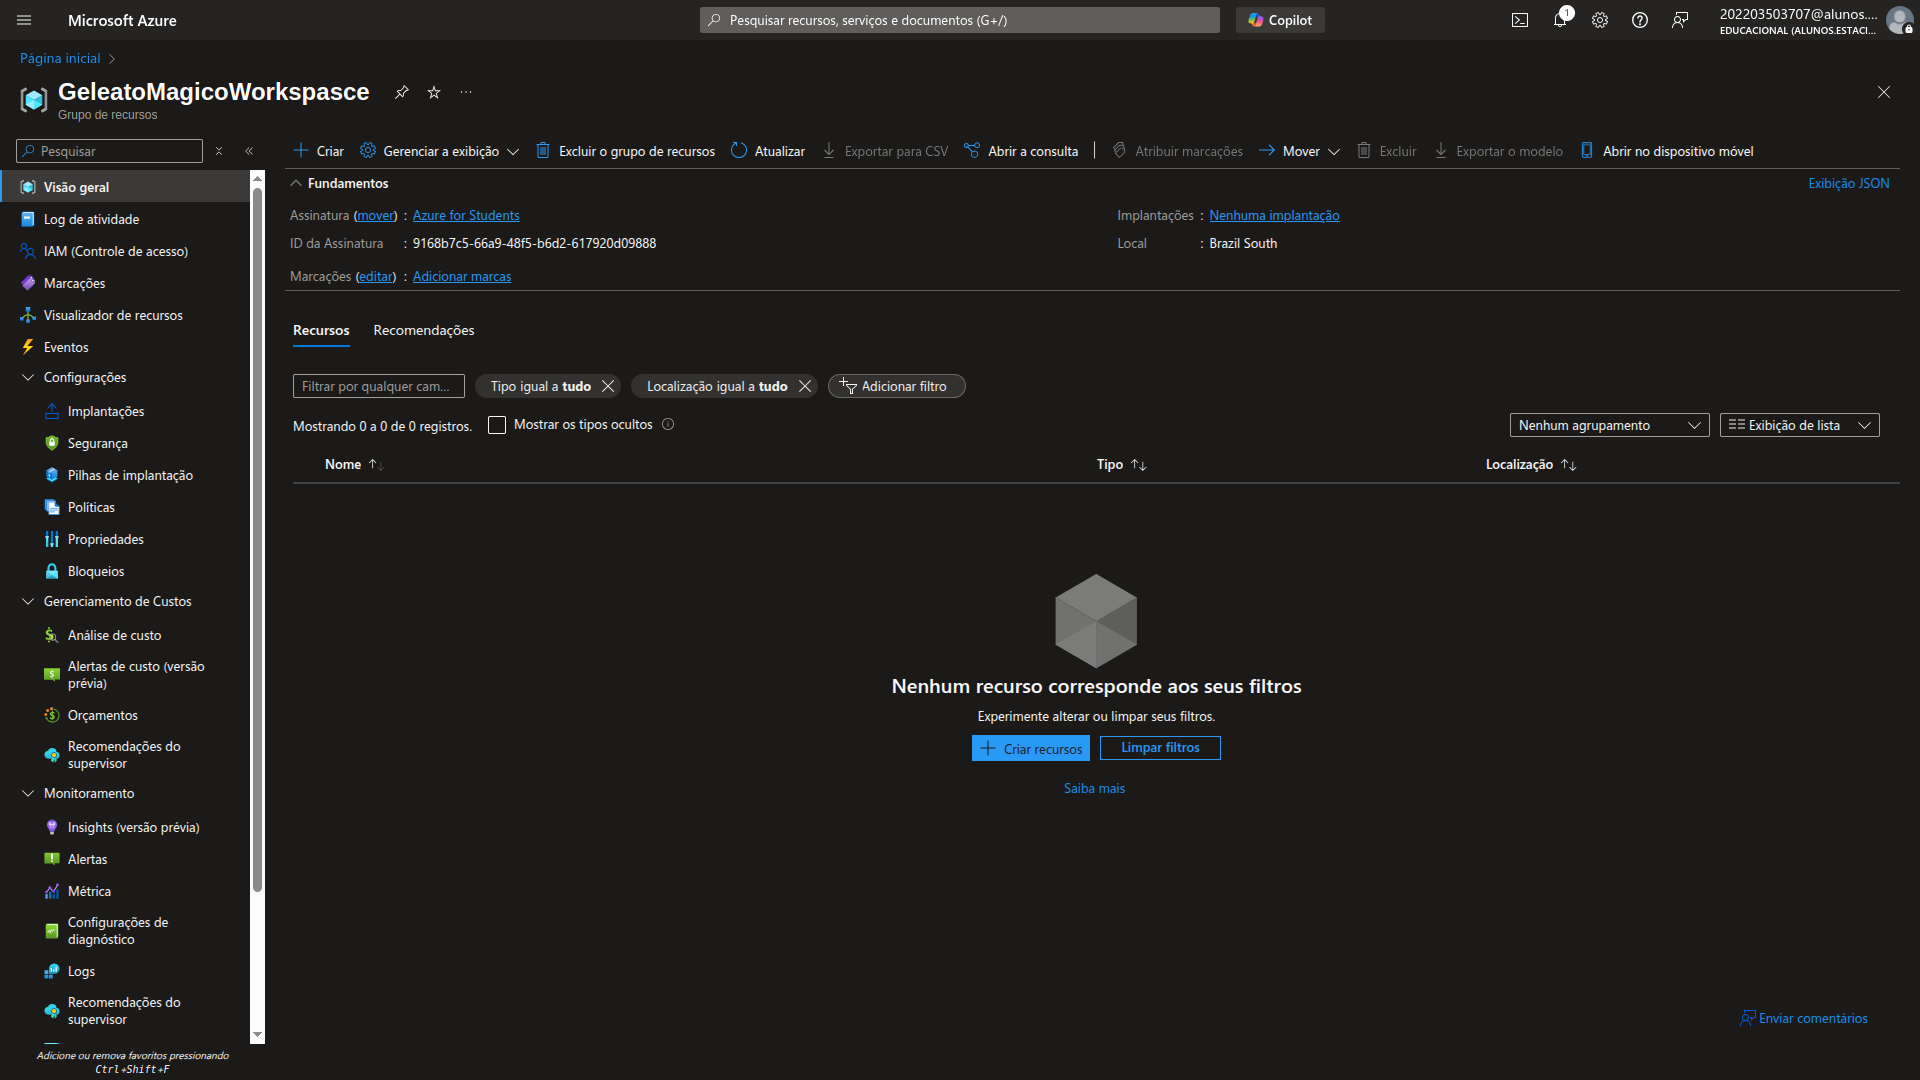 Microsoft Azure
Pesquisar recursos, serviços e documentos (G+/)
Copilot
1
202203503707@alunos....
EDUCACIONAL (ALUNOS.ESTACI...
Página inicial
GeleatoMagicoWorkspasce
Grupo de recursos
Pesquisar
Criar
Gerenciar a exibição
Excluir o grupo de recursos
Atualizar
Exportar para CSV
Abrir a consulta
Atribuir marcações
Mover
Excluir
Exportar o modelo
Abrir no dispositivo móvel
Visão geral
Log de atividade
IAM (Controle de acesso)
Marcações
Visualizador de recursos
Eventos
Configurações
Implantações
Segurança
Pilhas de implantação
Políticas
Propriedades
Bloqueios
Gerenciamento de Custos
Análise de custo
Alertas de custo (versão
prévia)
Orçamentos
Recomendações do
supervisor
Monitoramento
Insights (versão prévia)
Alertas
Métrica
Configurações de
diagnóstico
Logs
Recomendações do
supervisor
Adicione ou remova favoritos pressionando
Ctrl+Shift+F
Fundamentos
Exibição JSON
Assinatura (mover) : Azure for Students
ID da Assinatura : 9168b7c5-66a9-48f5-b6d2-617920d09888
Marcações (editar) : Adicionar marcas
Implantações : Nenhuma implantação
Local : Brazil South
Recursos
Recomendações
Filtrar por qualquer cam...
Tipo igual a tudo
Localização igual a tudo
Adicionar filtro
Mostrando 0 a 0 de 0 registros.
Mostrar os tipos ocultos
Nenhum agrupamento
Exibição de lista
Nome
Tipo
Localização
Nenhum recurso corresponde aos seus filtros
Experimente alterar ou limpar seus filtros.
Criar recursos
Limpar filtros
Saiba mais
Enviar comentários